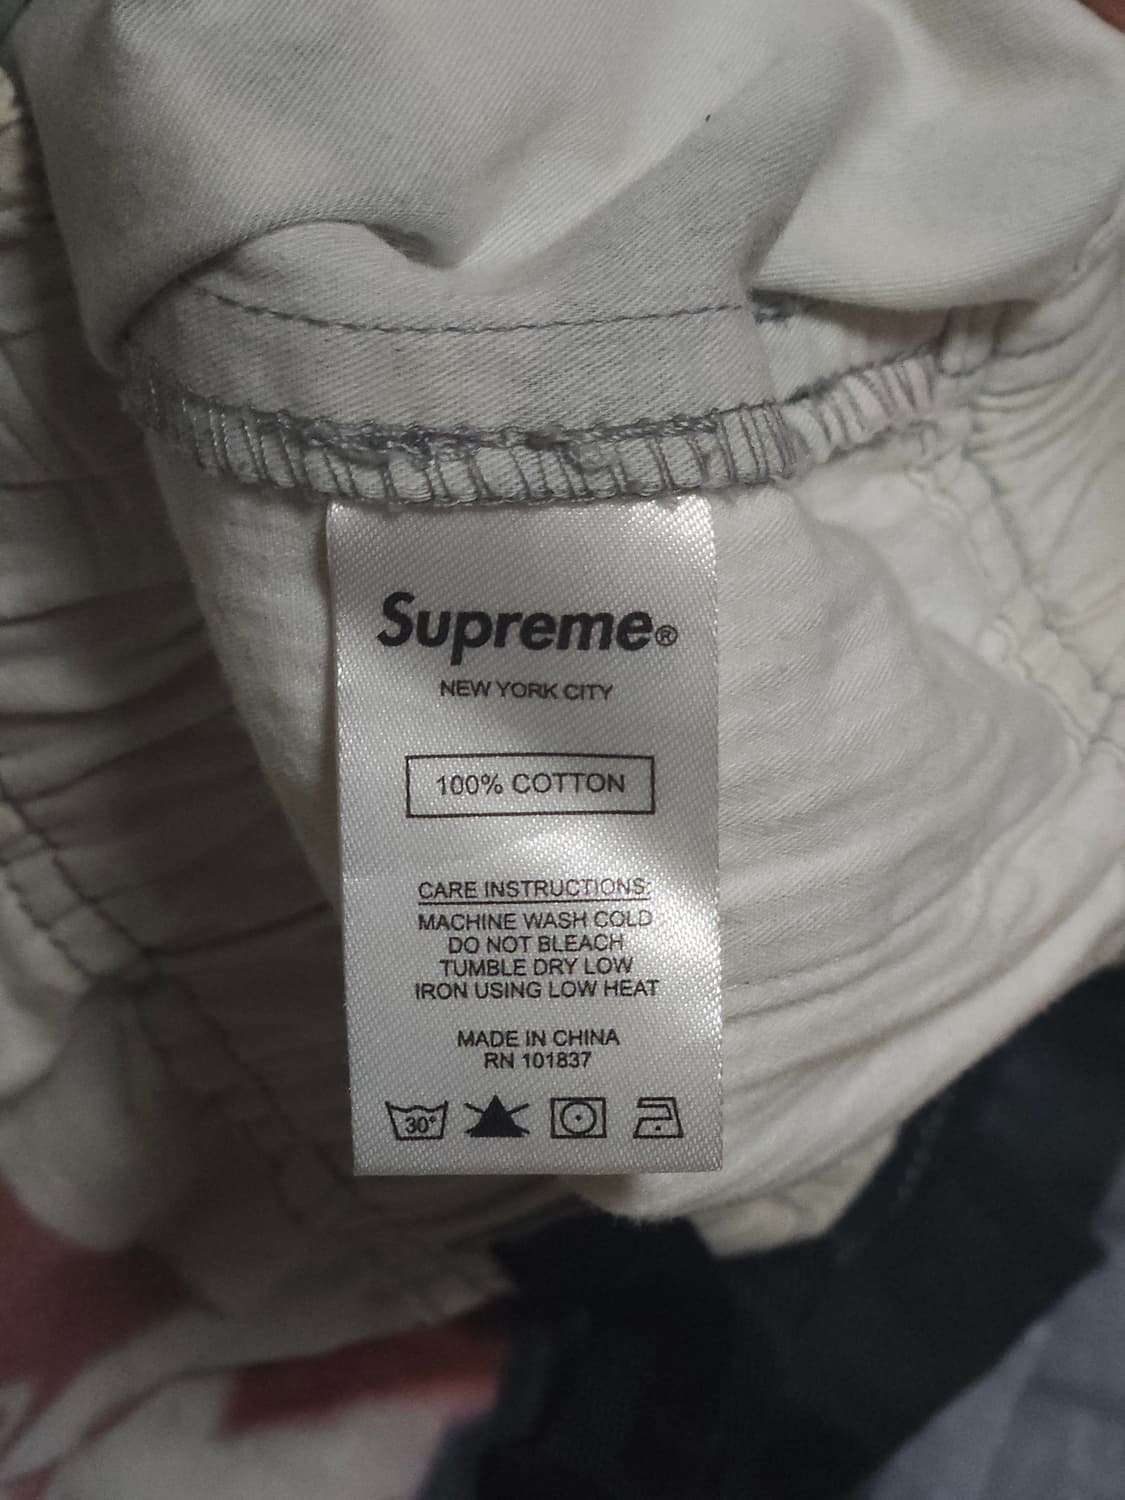 Supreme®
NEW YORK CITY
100% COTTON
CARE INSTRUCTIONS:
MACHINE WASH COLD
DO NOT BLEACH
TUMBLE DRY LOW
IRON USING LOW HEAT
MADE IN CHINA
RN 101837
30°